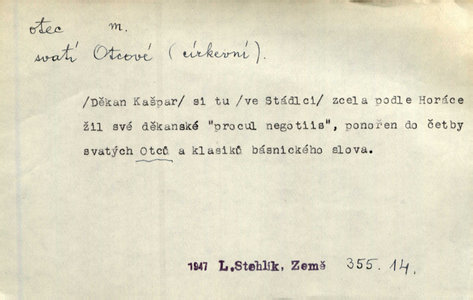 otec m.
svatí Otcové (církevní).
/Děkan Kašpar/ si tu /ve Stádlci/ zcela podle Horáce
žil své děkanské "procul negotiis", ponořen do četby
svatých Otců a klasiků básnického slova.
1947 L.Stehlík, Země 355.14.